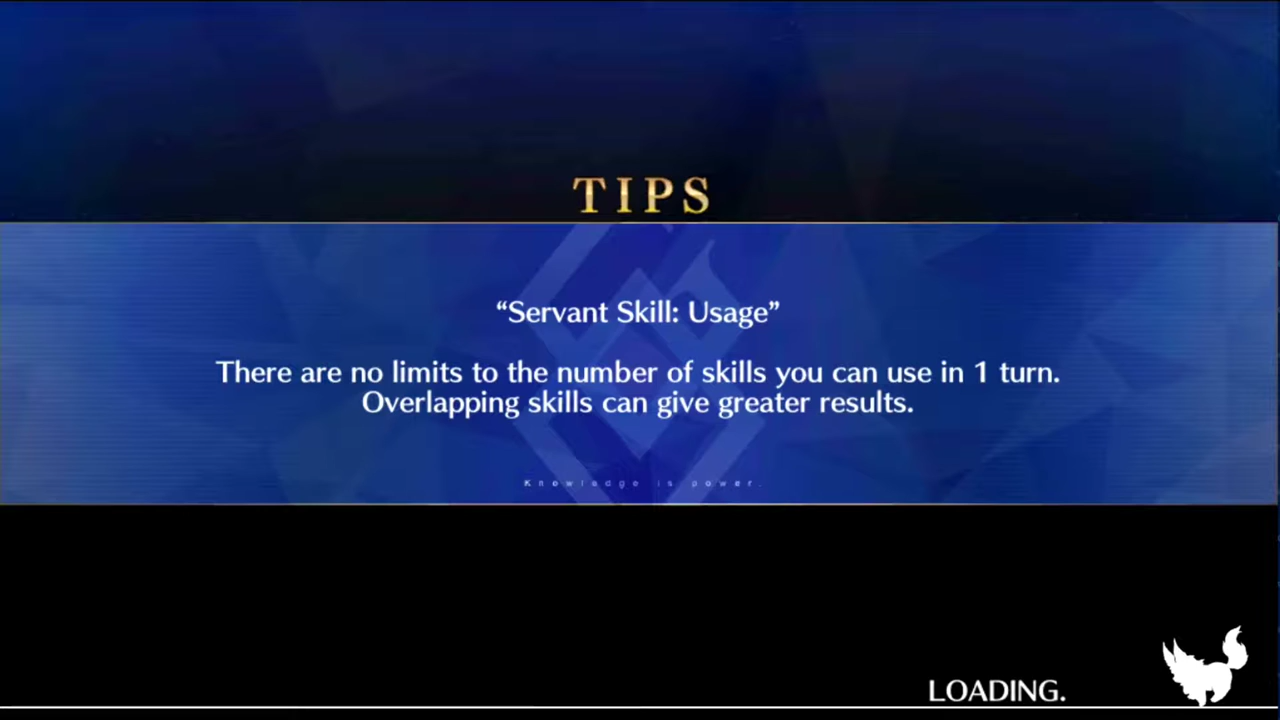 TIPS
“Servant Skill: Usage”
There are no limits to the number of skills you can use in 1 turn.
Overlapping skills can give greater results.
Knowledge is power.
LOADING.